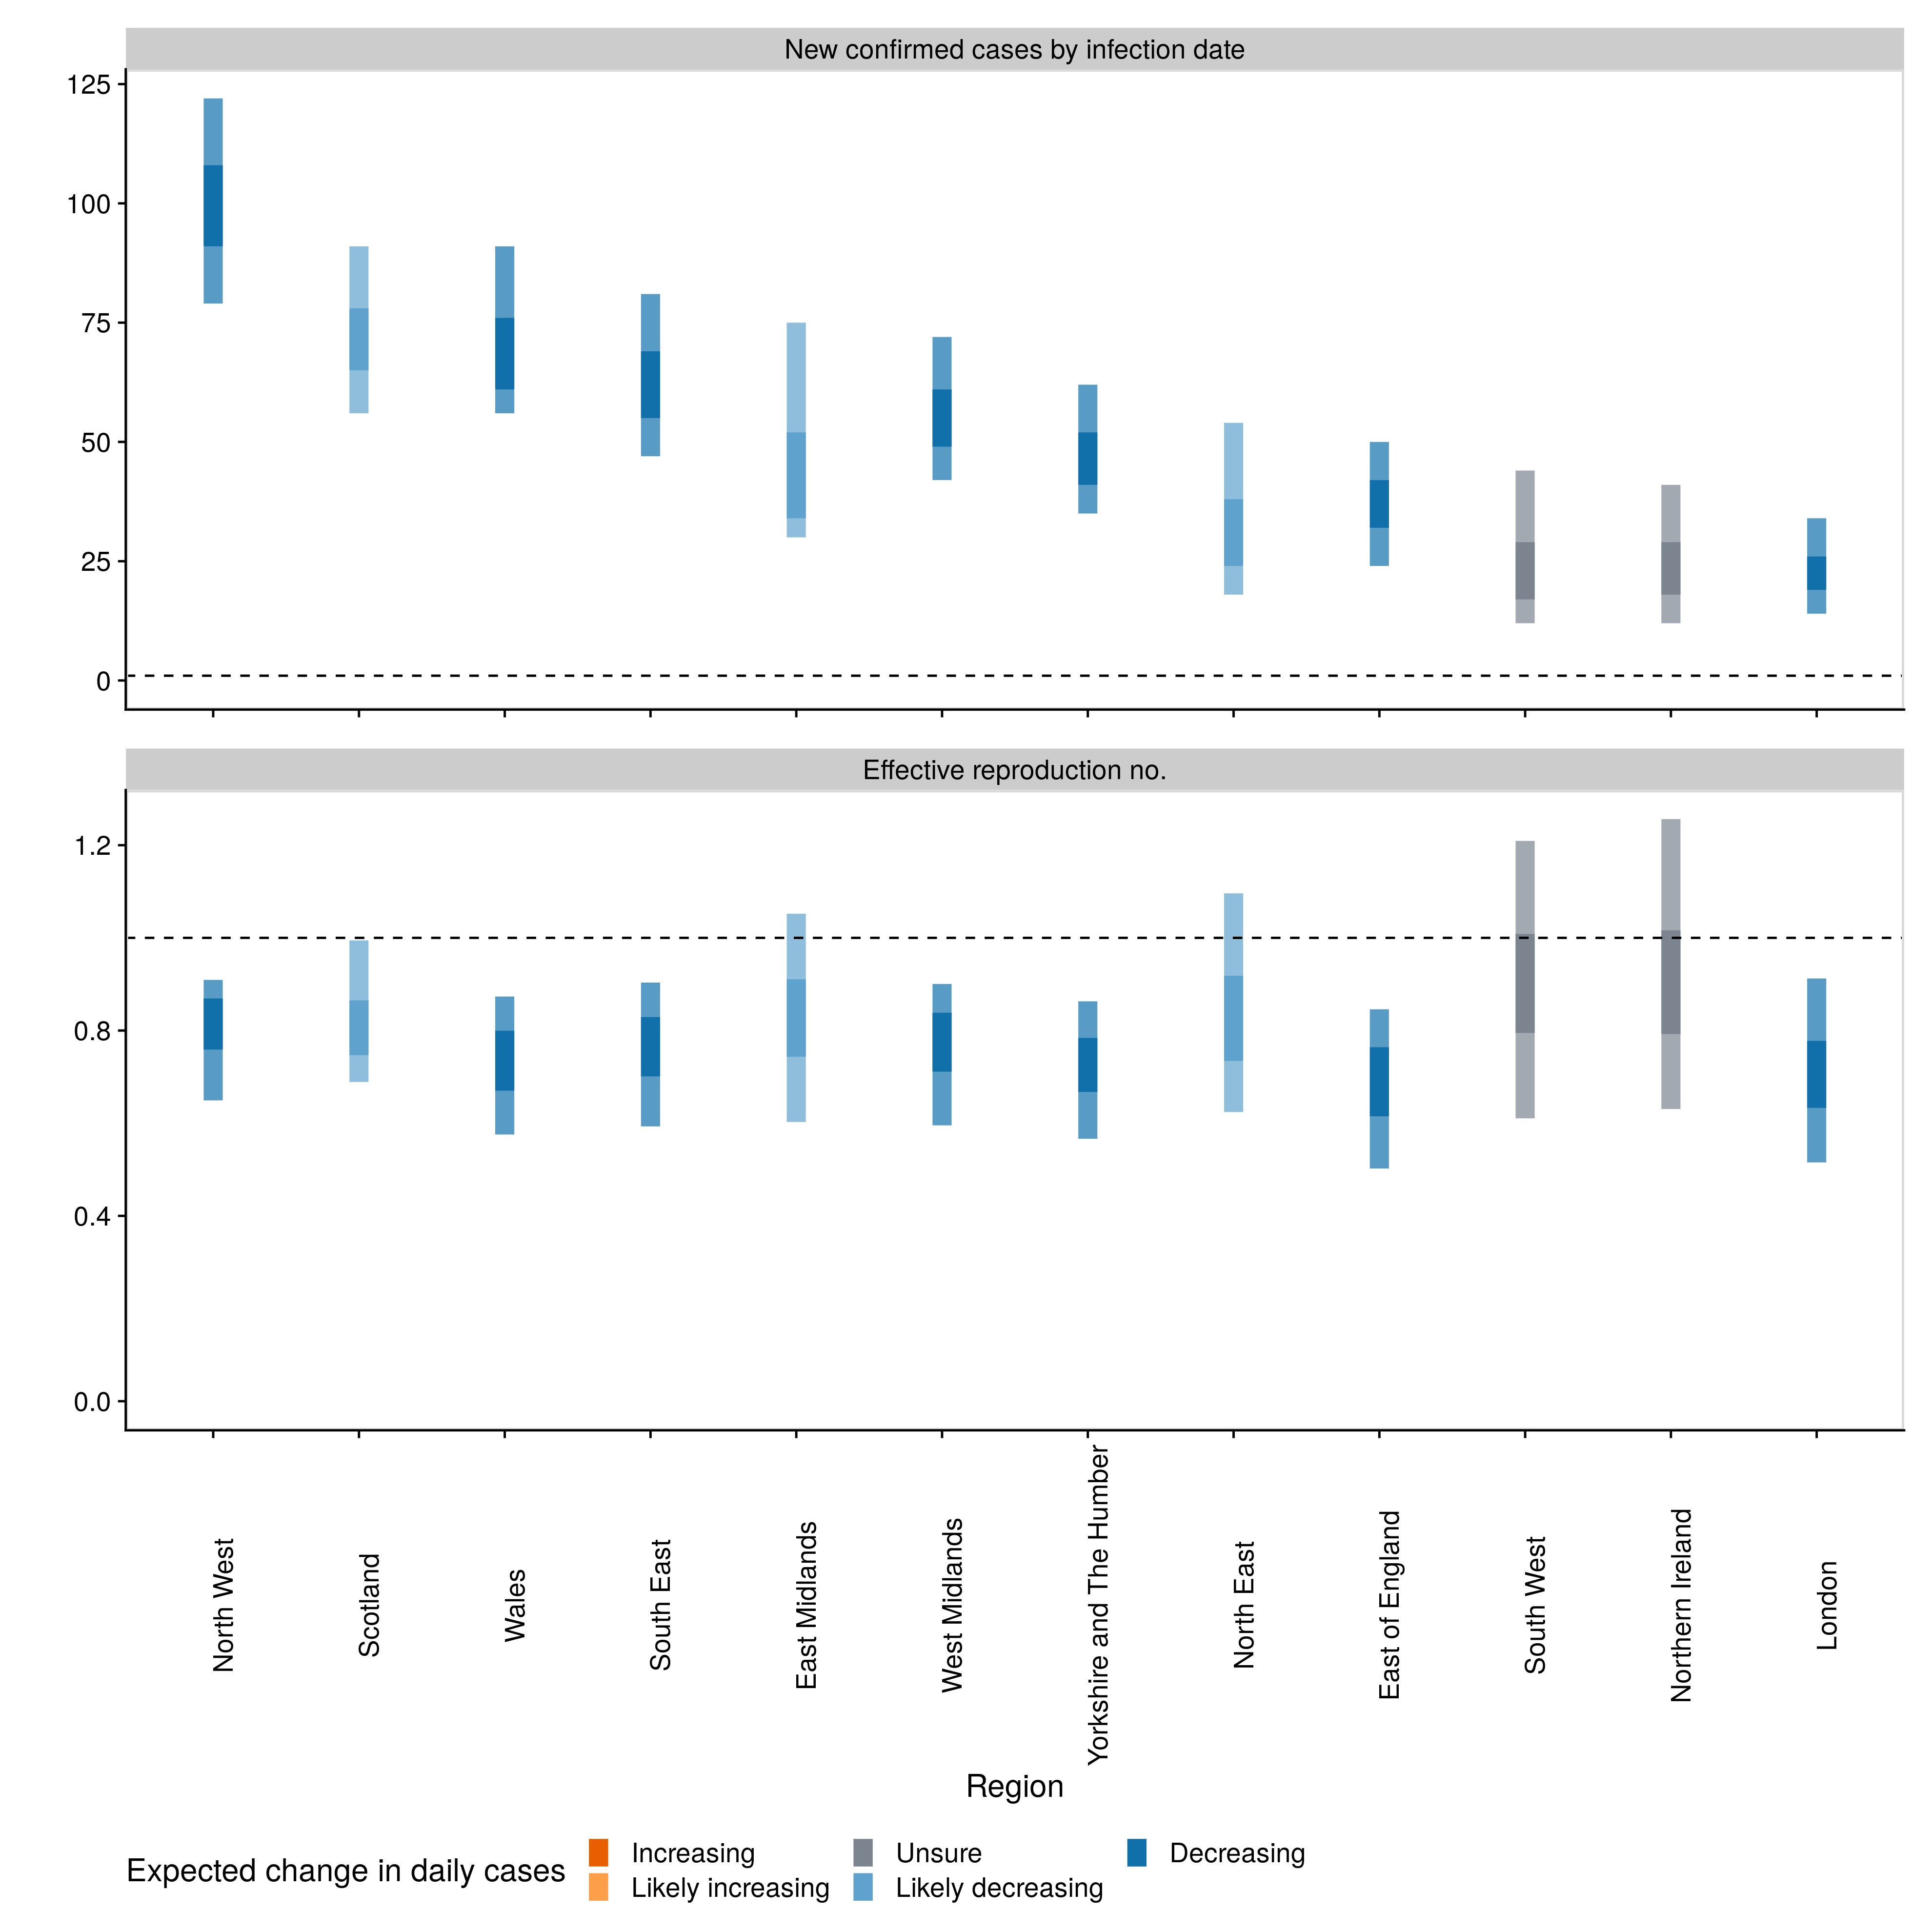 New confirmed cases by infection date
125
100
75
50
25
0
Effective reproduction no.
1.2
0.8
0.4
0.0
North West
Scotland
Wales
South East
East Midlands
West Midlands
Yorkshire and The Humber
North East
East of England
South West
Northern Ireland
London
Region
Expected change in daily cases
Increasing
Unsure
Decreasing
Likely increasing
Likely decreasing